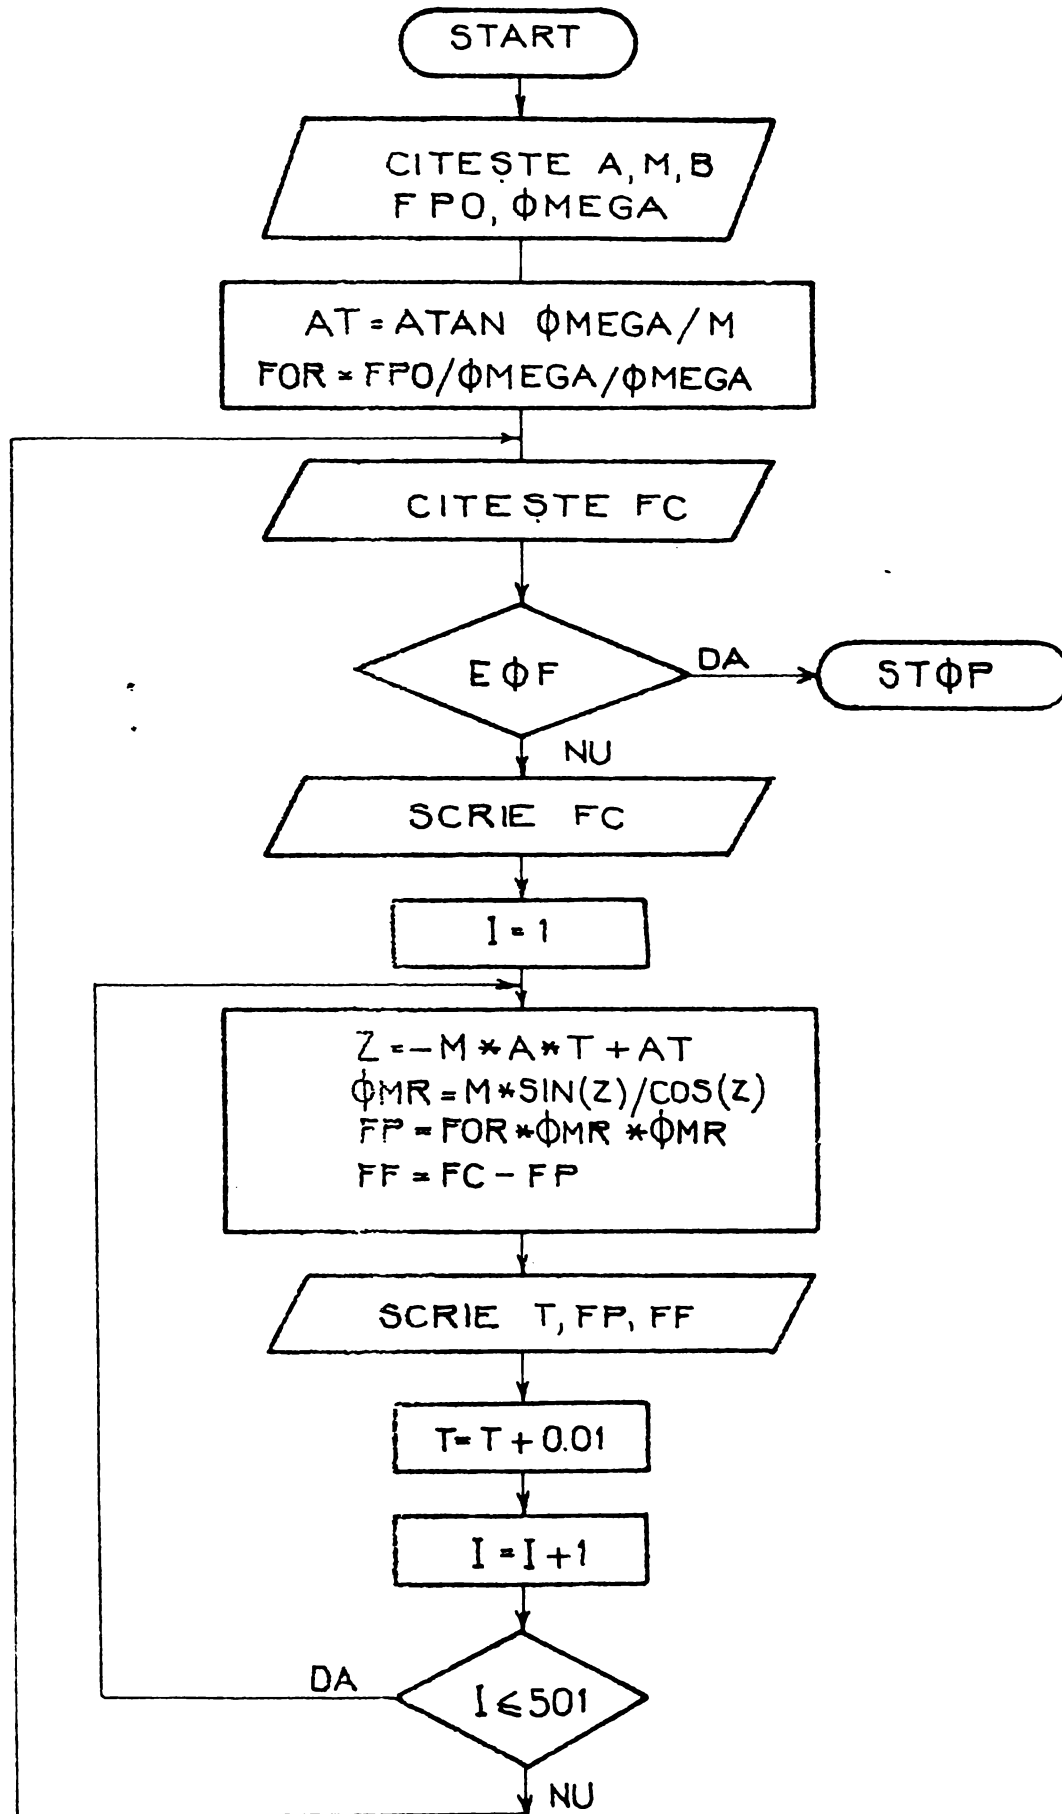 START
CITEȘTE A, M, B
FPO, ΦMEGA
AT = ATAN ΦMEGA/M
FOR = FPO/ΦMEGA/ΦMEGA
CITEȘTE FC
EΦF
DA
STΦP
NU
SCRIE FC
I = 1
Z = -M * A * T + AT
ΦMR = M*SIN(Z)/COS(Z)
FP = FOR * ΦMR * ΦMR
FF = FC - FP
SCRIE T, FP, FF
T = T + 0.01
I = I + 1
DA
I ⩽ 501
NU